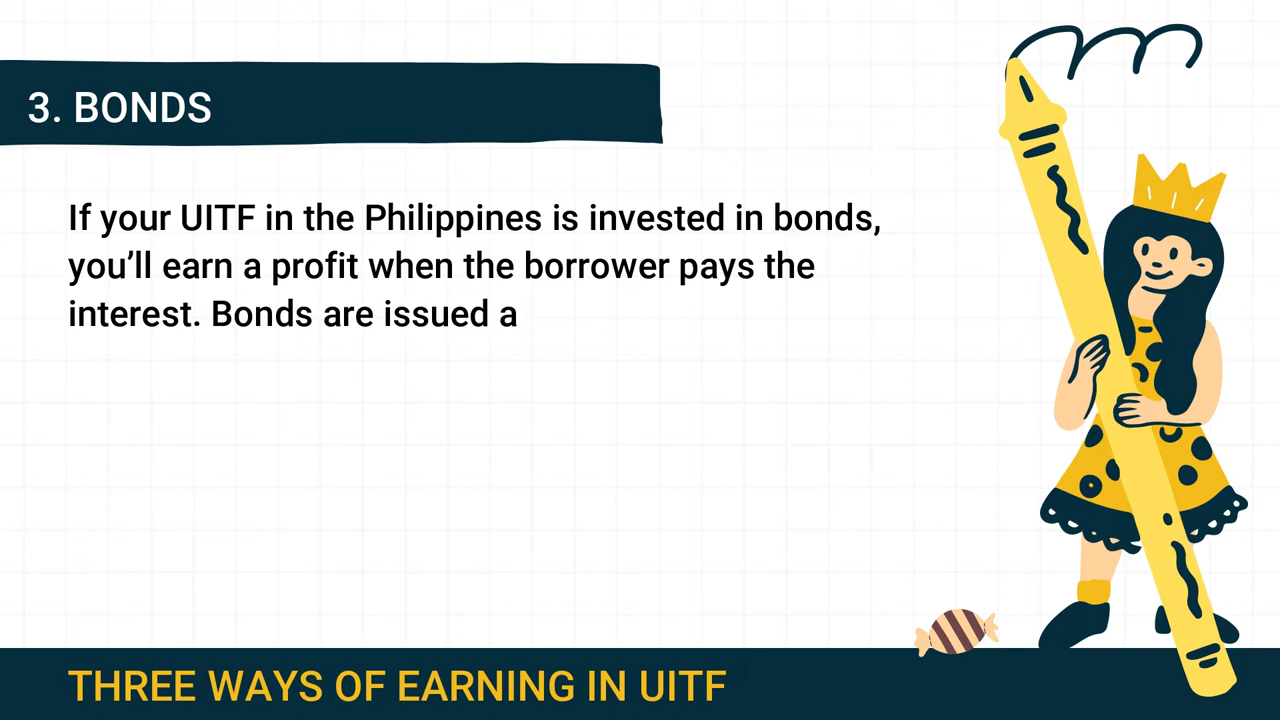 3. BONDS
If your UITF in the Philippines is invested in bonds,
you’ll earn a profit when the borrower pays the
interest. Bonds are issued a
THREE WAYS OF EARNING IN UITF